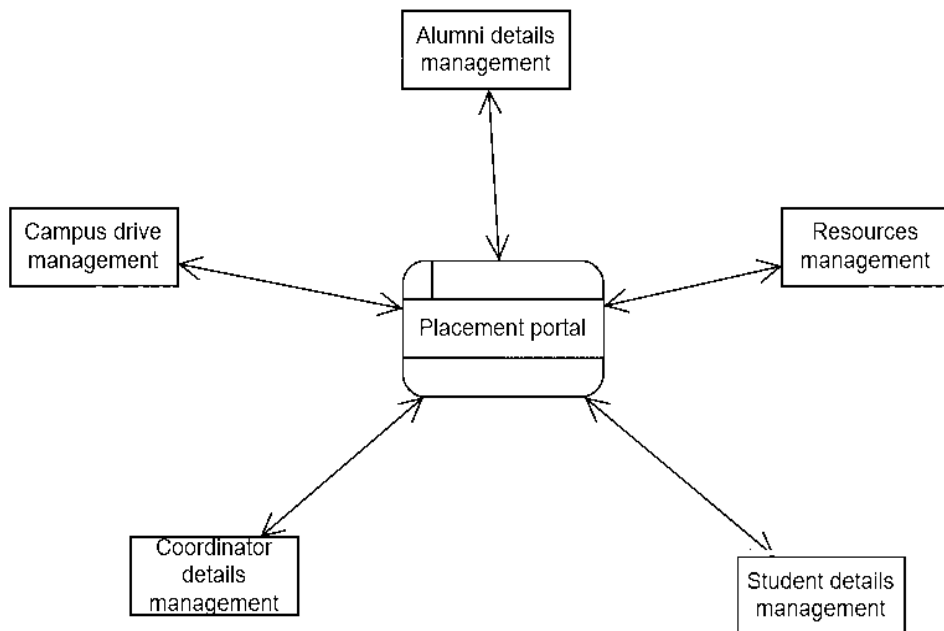 Alumni details
management
Campus drive
management
Resources
management
Placement portal
Coordinator
details
management
Student details
management